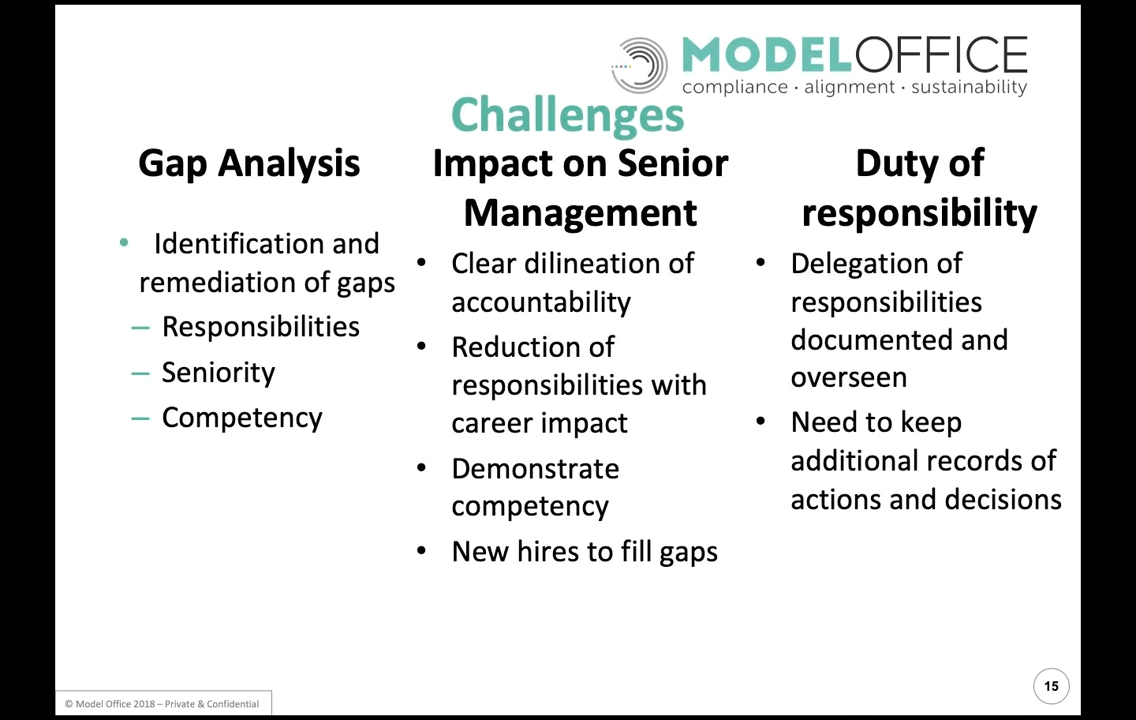 MODELOFFICE
compliance · alignment · sustainability
Challenges
Gap Analysis
• Identification and
remediation of gaps
– Responsibilities
– Seniority
– Competency
Impact on Senior
Management
• Clear dilineation of
accountability
• Reduction of
responsibilities with
career impact
• Demonstrate
competency
• New hires to fill gaps
Duty of
responsibility
• Delegation of
responsibilities
documented and
overseen
• Need to keep
additional records of
actions and decisions
© Model Office 2018 – Private & Confidential
15